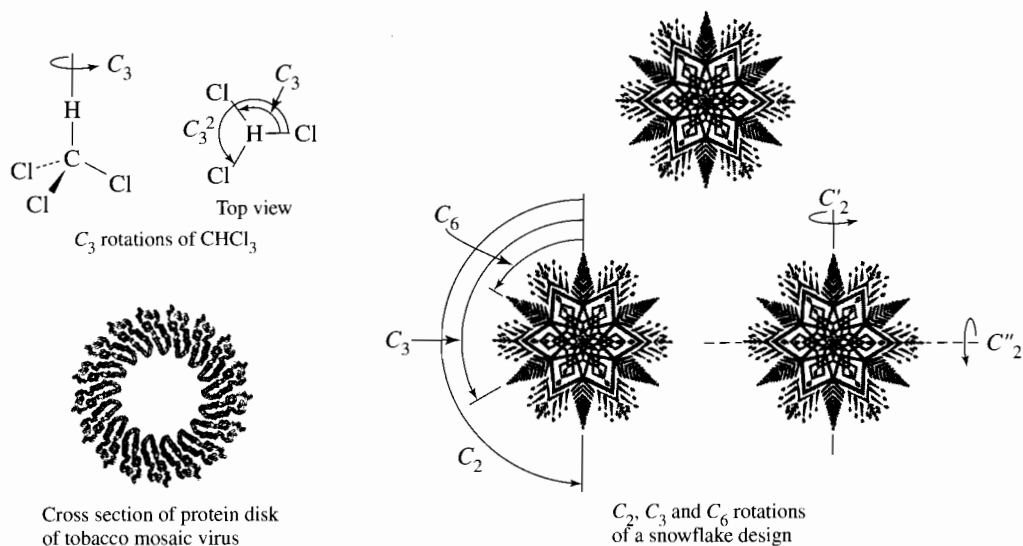 C₃
H
C
Cl
Cl
Cl
C₃ rotations of CHCl₃
C₃
Cl
C₃²
H
Cl
Cl
Top view
Cross section of protein disk
of tobacco mosaic virus
C₆
C₃
C₂
C′₂
C″₂
C₂, C₃ and C₆ rotations
of a snowflake design